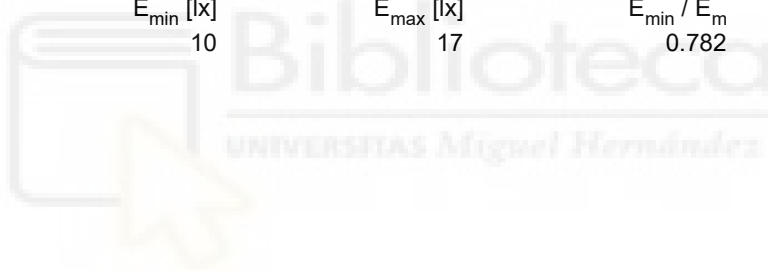 E_min [lx] E_max [lx] E_min / E_m
10 17 0.782
Biblioteca
UNIVERSITAS Miguel Hernández